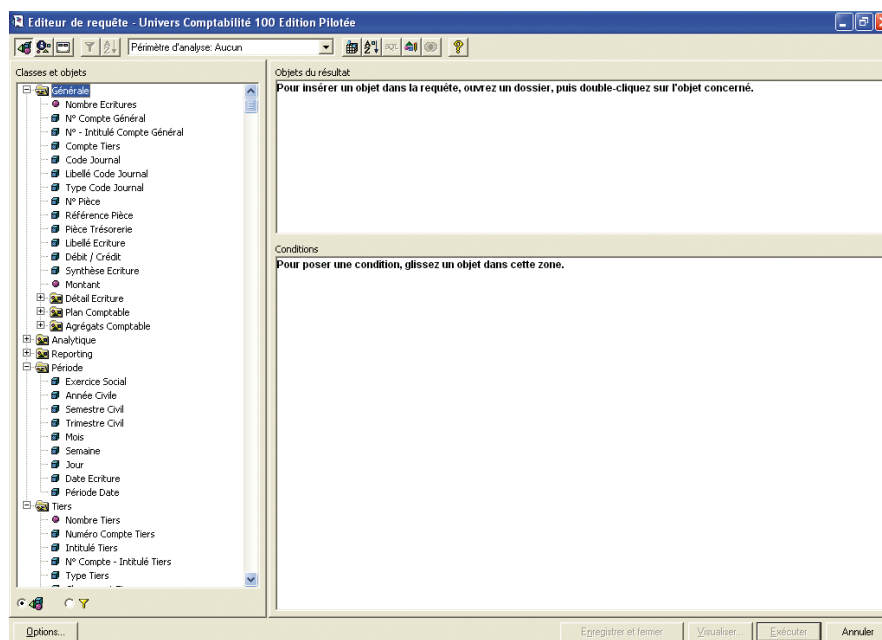 Editeur de requête - Univers Comptabilité 100 Edition Pilotée
Périmètre d'analyse: Aucun
SQL
Classes et objets
Générale
Nombre Ecritures
N° Compte Général
N° - Intitulé Compte Général
Compte Tiers
Code Journal
Libellé Code Journal
Type Code Journal
N° Pièce
Référence Pièce
Pièce Trésorerie
Libellé Ecriture
Débit / Crédit
Synthèse Ecriture
Montant
Détail Ecriture
Plan Comptable
Agrégats Comptable
Analytique
Reporting
Période
Exercice Social
Année Civile
Semestre Civil
Trimestre Civil
Mois
Semaine
Jour
Date Ecriture
Période Date
Tiers
Nombre Tiers
Numéro Compte Tiers
Intitulé Tiers
N° Compte - Intitulé Tiers
Type Tiers
Objets du résultat
Pour insérer un objet dans la requête, ouvrez un dossier, puis double-cliquez sur l'objet concerné.
Conditions
Pour poser une condition, glissez un objet dans cette zone.
Options...
Enregistrer et fermer
Visualiser...
Exécuter
Annuler